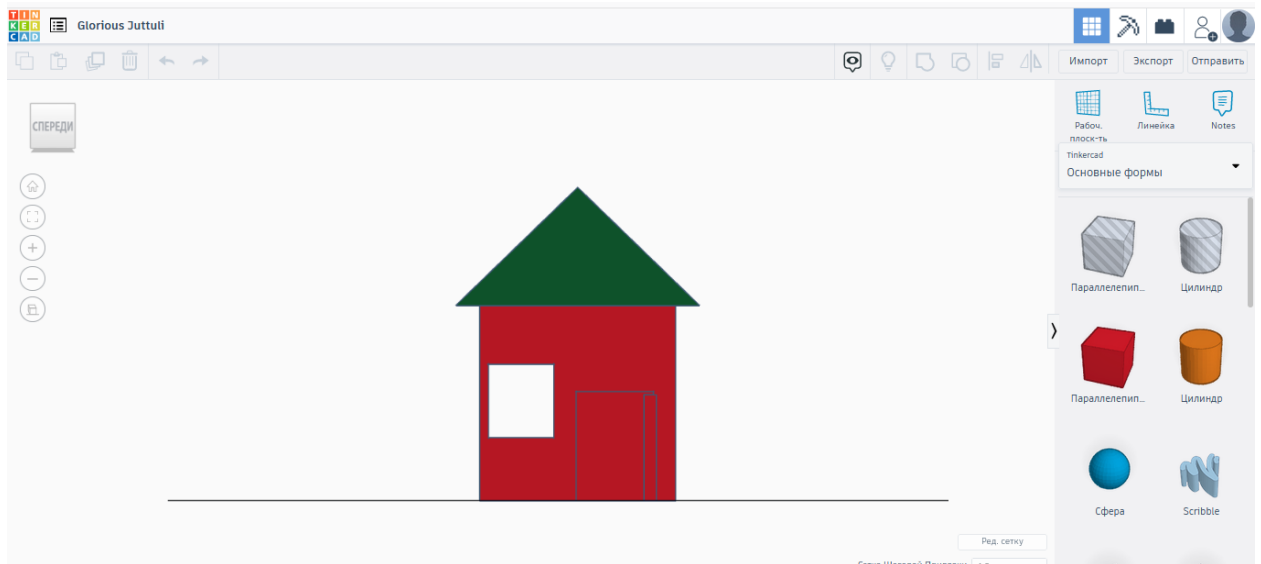 TIN
KER
CAD
Glorious Juttuli
Импорт
Экспорт
Отправить
СПЕРЕДИ
Рабоч.
плоск-ть
Линейка
Notes
Tinkercad
Основные формы
Параллелепип...
Цилиндр
Параллелепип...
Цилиндр
Сфера
Scribble
Ред. сетку